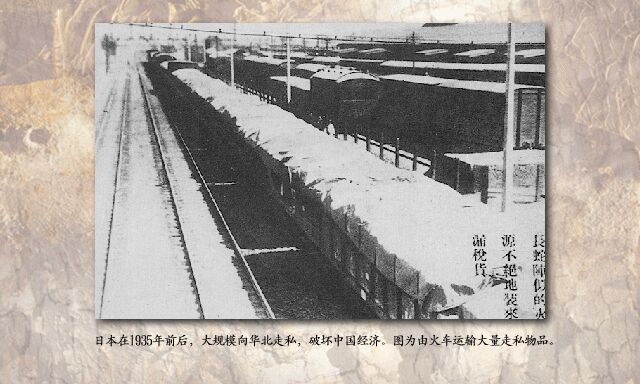 長蛇陣似的火
源不絕地裝來
漏稅貨
日本在1935年前后，大规模向华北走私，破坏中国经济。图为由火车运输大量走私物品。